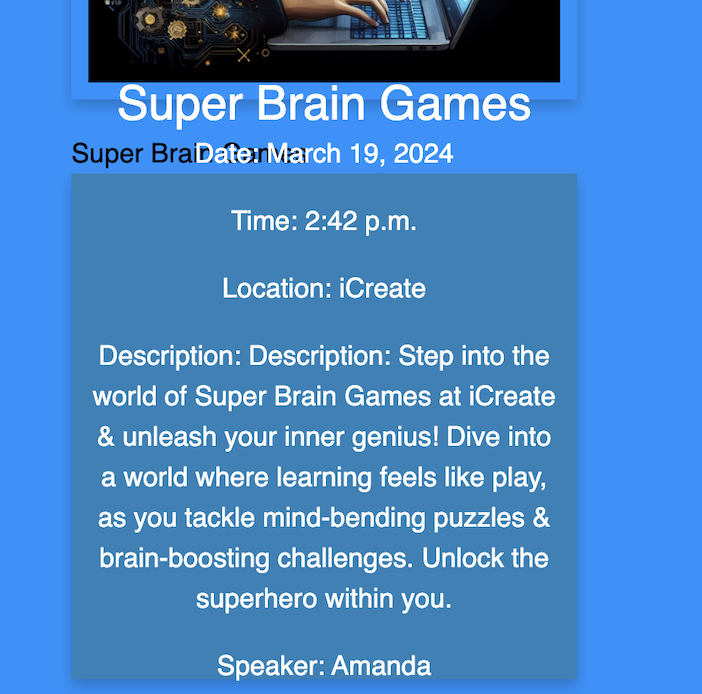 Super Brain Games
Super Brain Games
Date: March 19, 2024
Time: 2:42 p.m.
Location: iCreate
Description: Description: Step into the
world of Super Brain Games at iCreate
& unleash your inner genius! Dive into
a world where learning feels like play,
as you tackle mind-bending puzzles &
brain-boosting challenges. Unlock the
superhero within you.
Speaker: Amanda